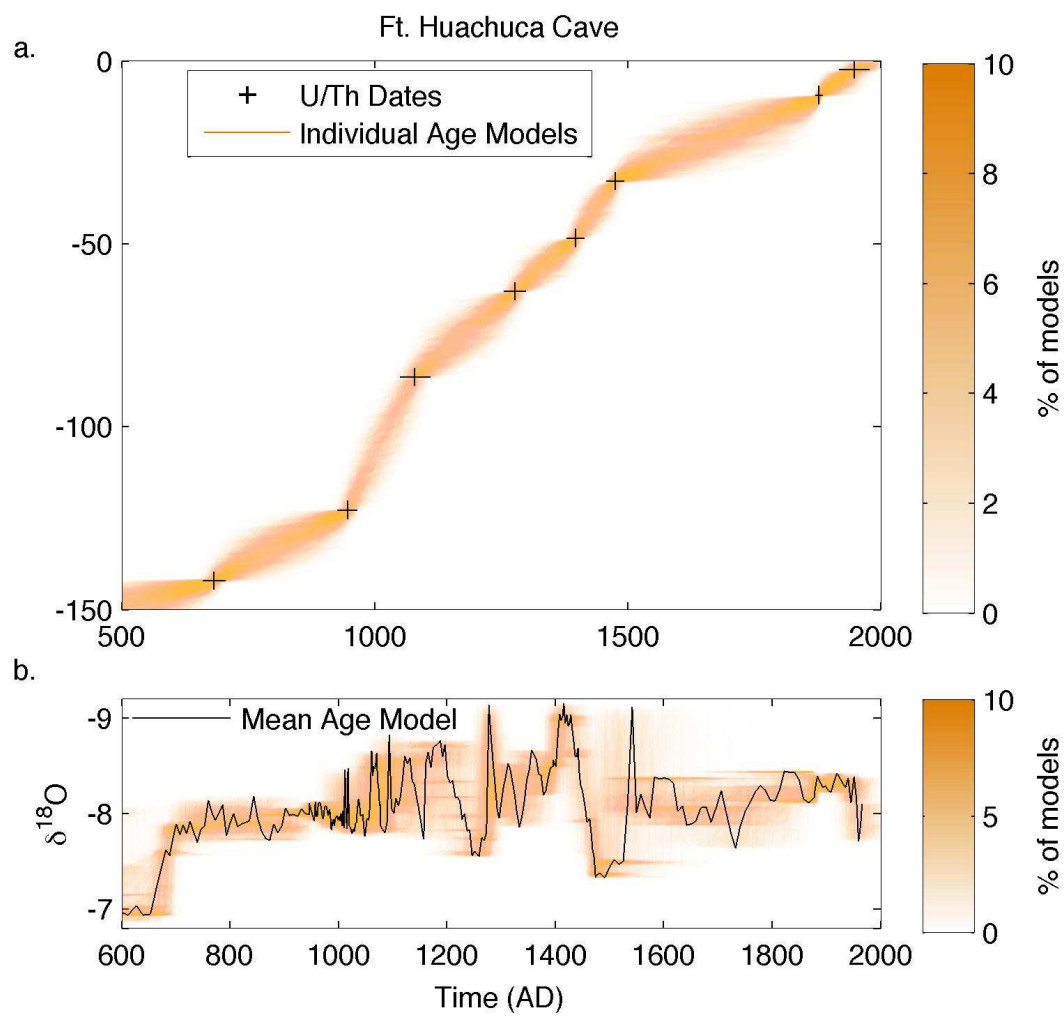 Ft. Huachuca Cave
a.
0
-50
-100
-150
500
1000
1500
2000
U/Th Dates
Individual Age Models
10
8
6
4
2
0
% of models
b.
-9
-8
-7
δ18O
Mean Age Model
600
800
1000
1200
1400
1600
1800
2000
Time (AD)
10
5
0
% of models